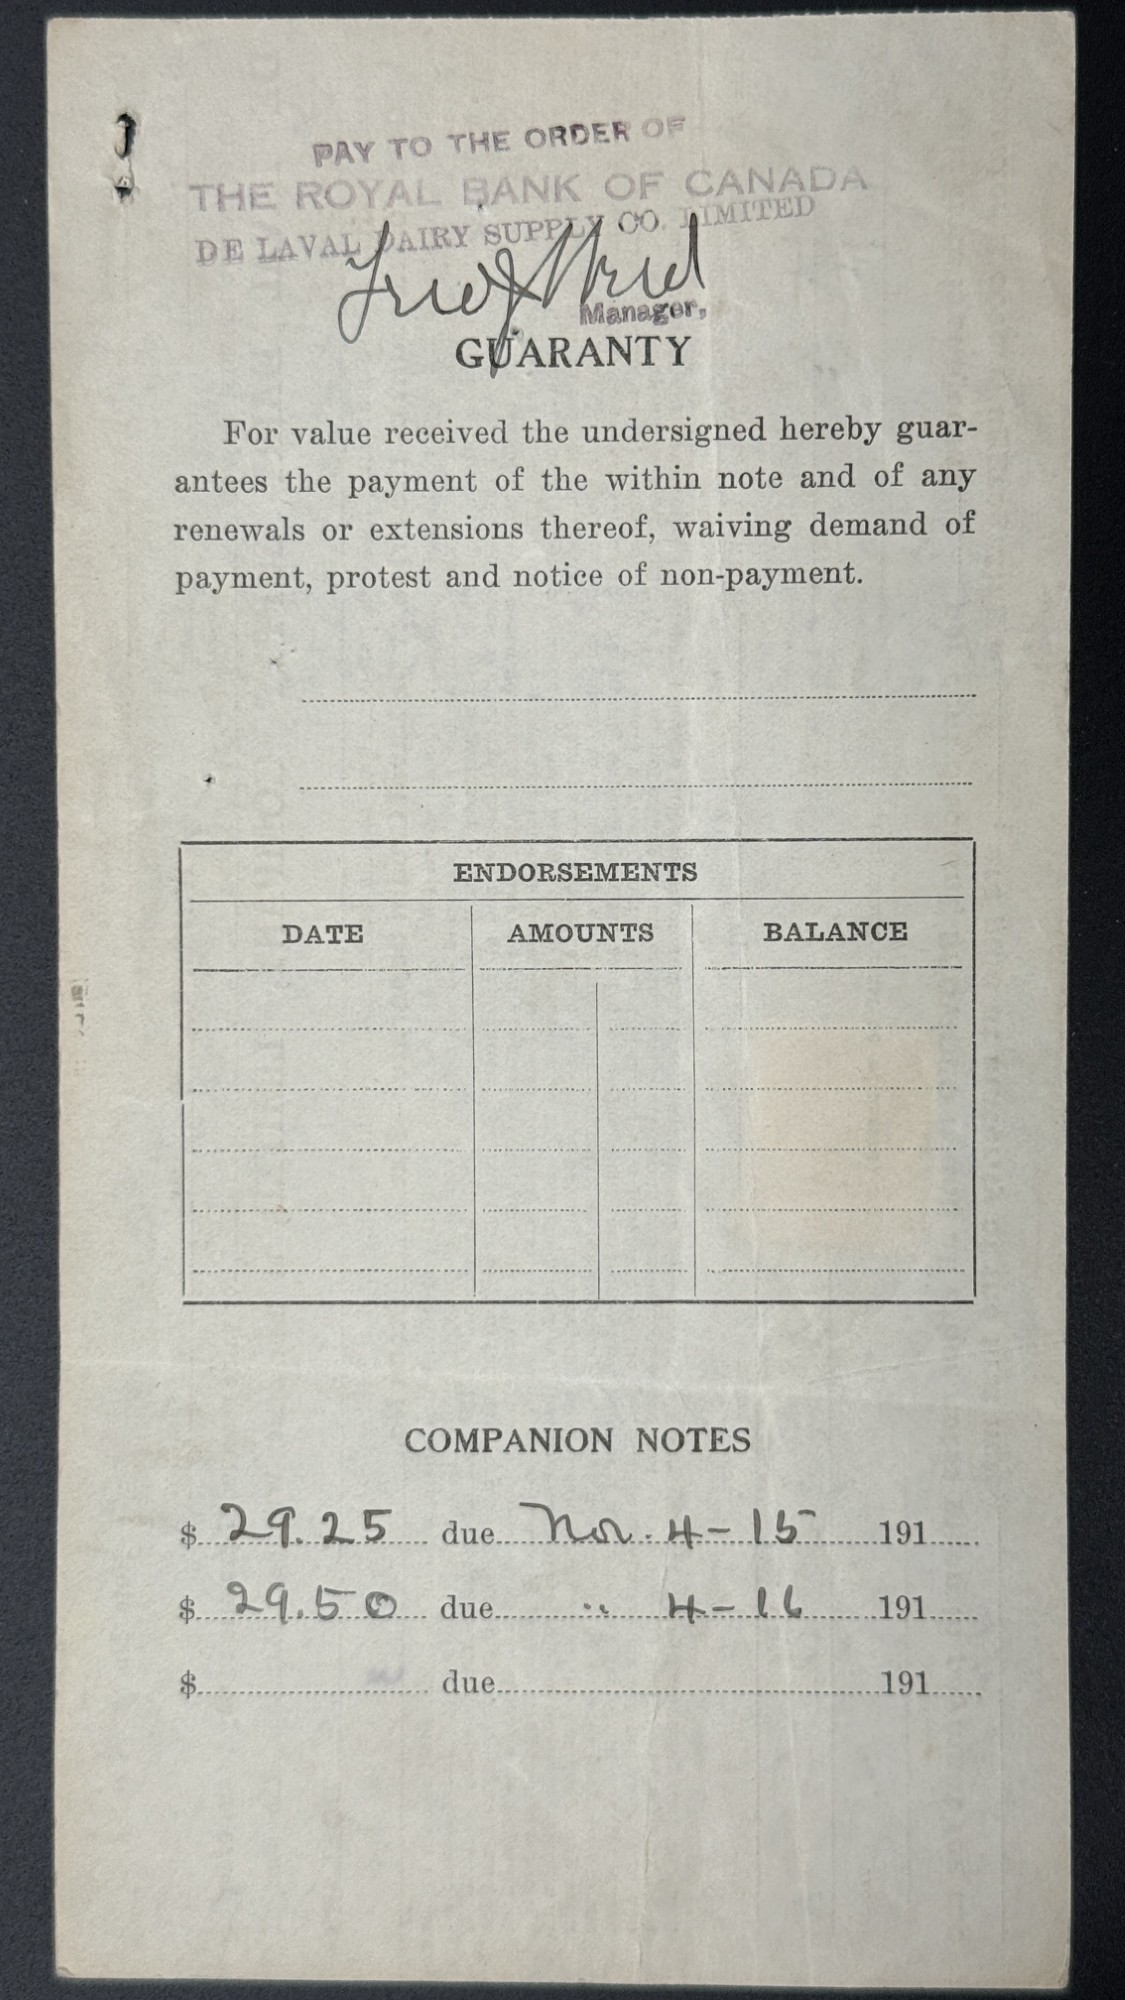 PAY TO THE ORDER OF
THE ROYAL BANK OF CANADA
DE LAVAL DAIRY SUPPLY CO. LIMITED
Manager,
GUARANTY
For value received the undersigned hereby guar-
antees the payment of the within note and of any
renewals or extensions thereof, waiving demand of
payment, protest and notice of non-payment.
ENDORSEMENTS
DATE AMOUNTS BALANCE
COMPANION NOTES
$ 29.25 due Nov. 4-15 191
$ 29.50 due " 4-16 191
$ due 191